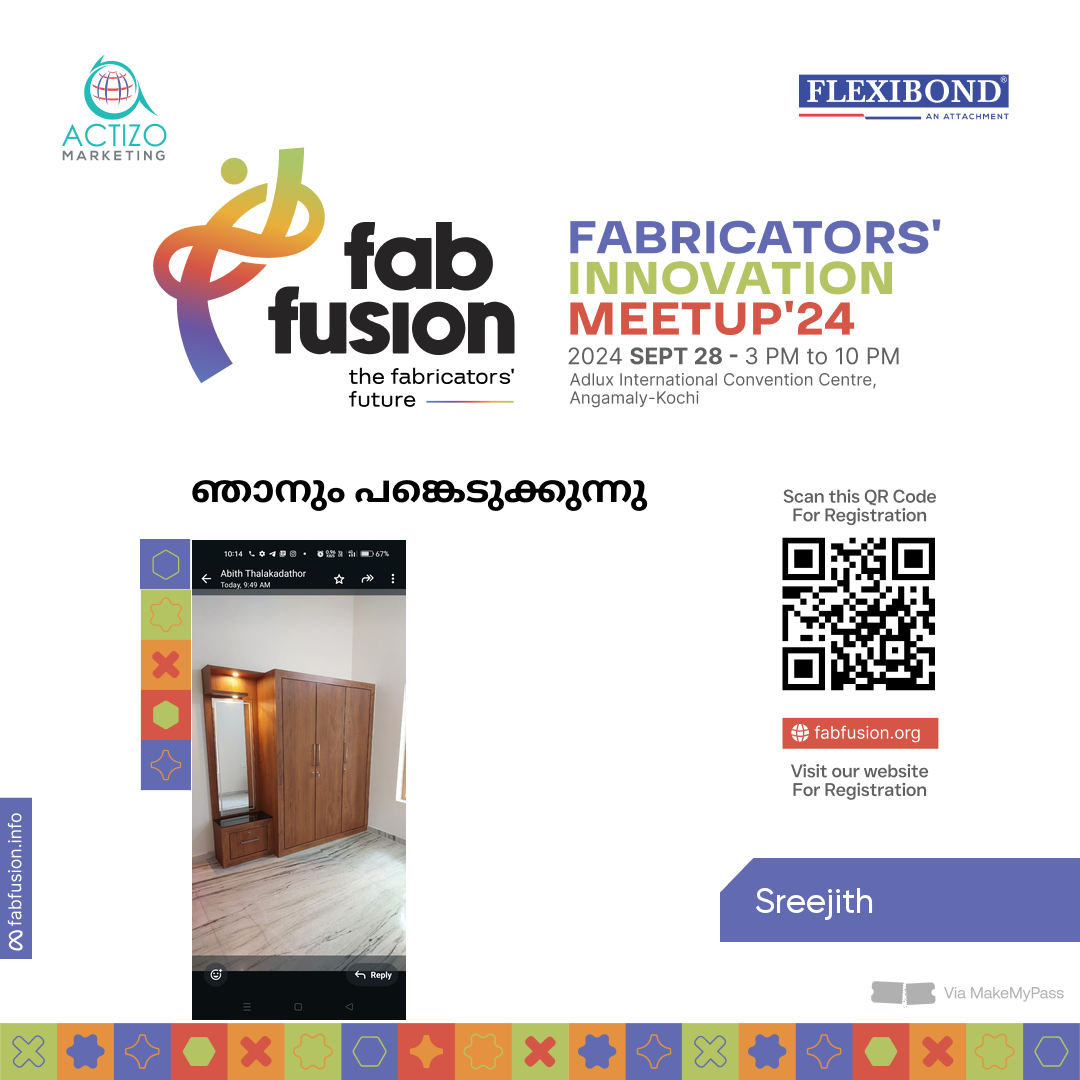 ACTIZO
MARKETING
FLEXIBOND®
AN ATTACHMENT
fab
fusion
the fabricators'
future
FABRICATORS'
INNOVATION
MEETUP'24
2024 SEPT 28 - 3 PM to 10 PM
Adlux International Convention Centre,
Angamaly-Kochi
ഞാനും പങ്കെടുക്കുന്നു
Scan this QR Code
For Registration
10:14
67%
Abith Thalakadathor
Today, 9:49 AM
Reply
fabfusion.org
Visit our website
For Registration
fabfusion.info
Sreejith
Via MakeMyPass